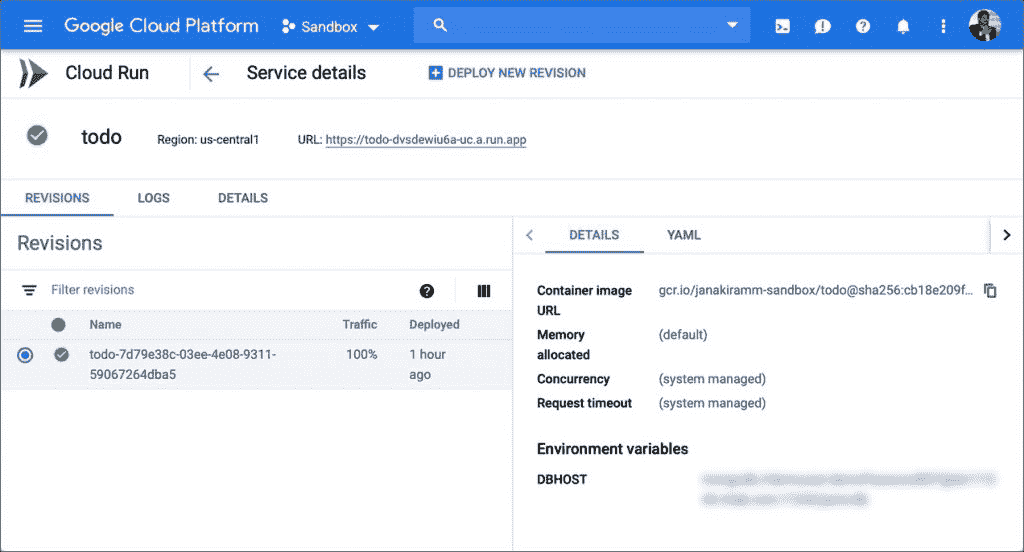 Google Cloud Platform Sandbox
Cloud Run Service details DEPLOY NEW REVISION
todo Region: us-central1 URL: https://todo-dvsdewiu6a-uc.a.run.app
REVISIONS LOGS DETAILS
Revisions
Filter revisions
Name Traffic Deployed
todo-7d79e38c-03ee-4e08-9311- 100% 1 hour
59067264dba5 ago
DETAILS YAML
Container image gcr.io/janakiramm-sandbox/todo@sha256:cb18e209f...
URL
Memory (default)
allocated
Concurrency (system managed)
Request timeout (system managed)
Environment variables
DBHOST